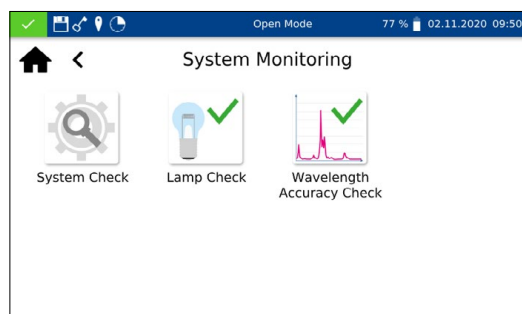 Open Mode 77 % 02.11.2020 09:50
System Monitoring
System Check Lamp Check Wavelength
Accuracy Check